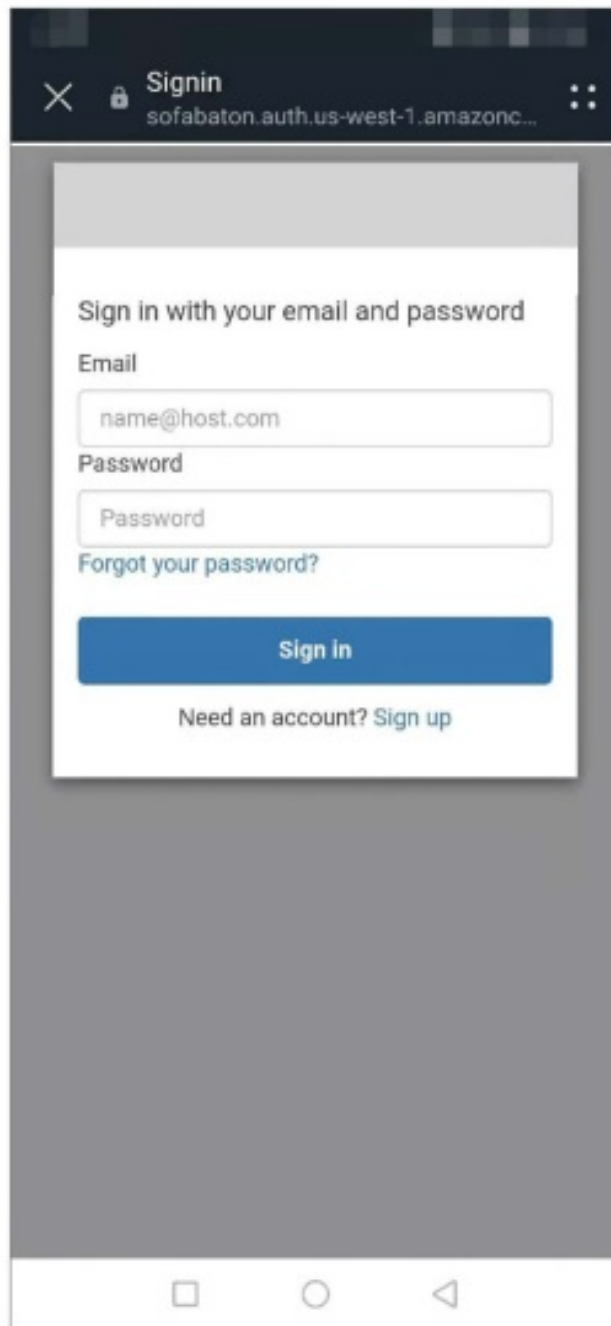 Signin
sofabaton.auth.us-west-1.amazonc...
Sign in with your email and password
Email
name@host.com
Password
Password
Forgot your password?
Sign in
Need an account? Sign up